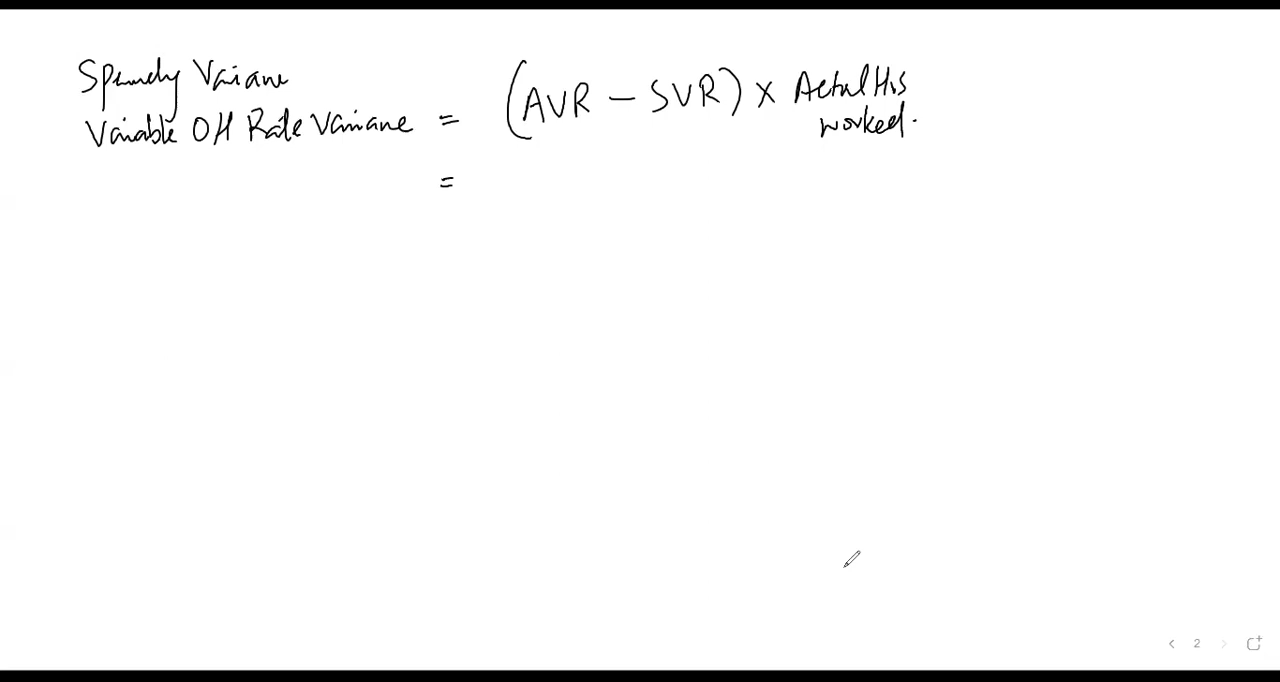 Spending Variance
Variable OH Rate Variance = (AVR - SVR) x Actual Hrs
worked.
=
2